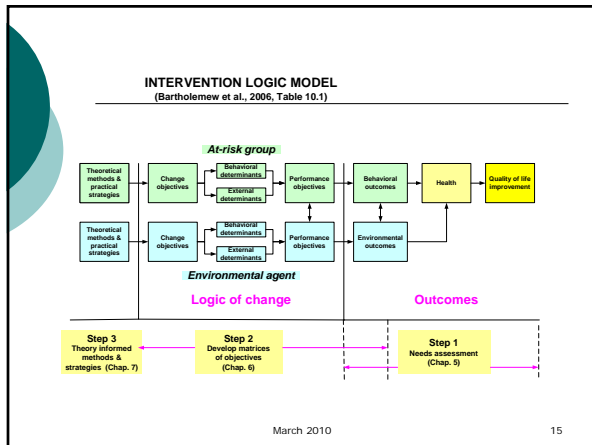 INTERVENTION LOGIC MODEL
(Bartholemew et al., 2006, Table 10.1)
At-risk group
Theoretical
methods &
practical
strategies
Change
objectives
Behavioral
determinants
External
determinants
Performance
objectives
Behavioral
outcomes
Health
Quality of life
improvement
Theoretical
methods &
practical
strategies
Change
objectives
Behavioral
determinants
External
determinants
Performance
objectives
Environmental
outcomes
Environmental agent
Logic of change
Outcomes
Step 3
Theory informed
methods &
strategies (Chap. 7)
Step 2
Develop matrices
of objectives
(Chap. 6)
Step 1
Needs assessment
(Chap. 5)
March 2010
15